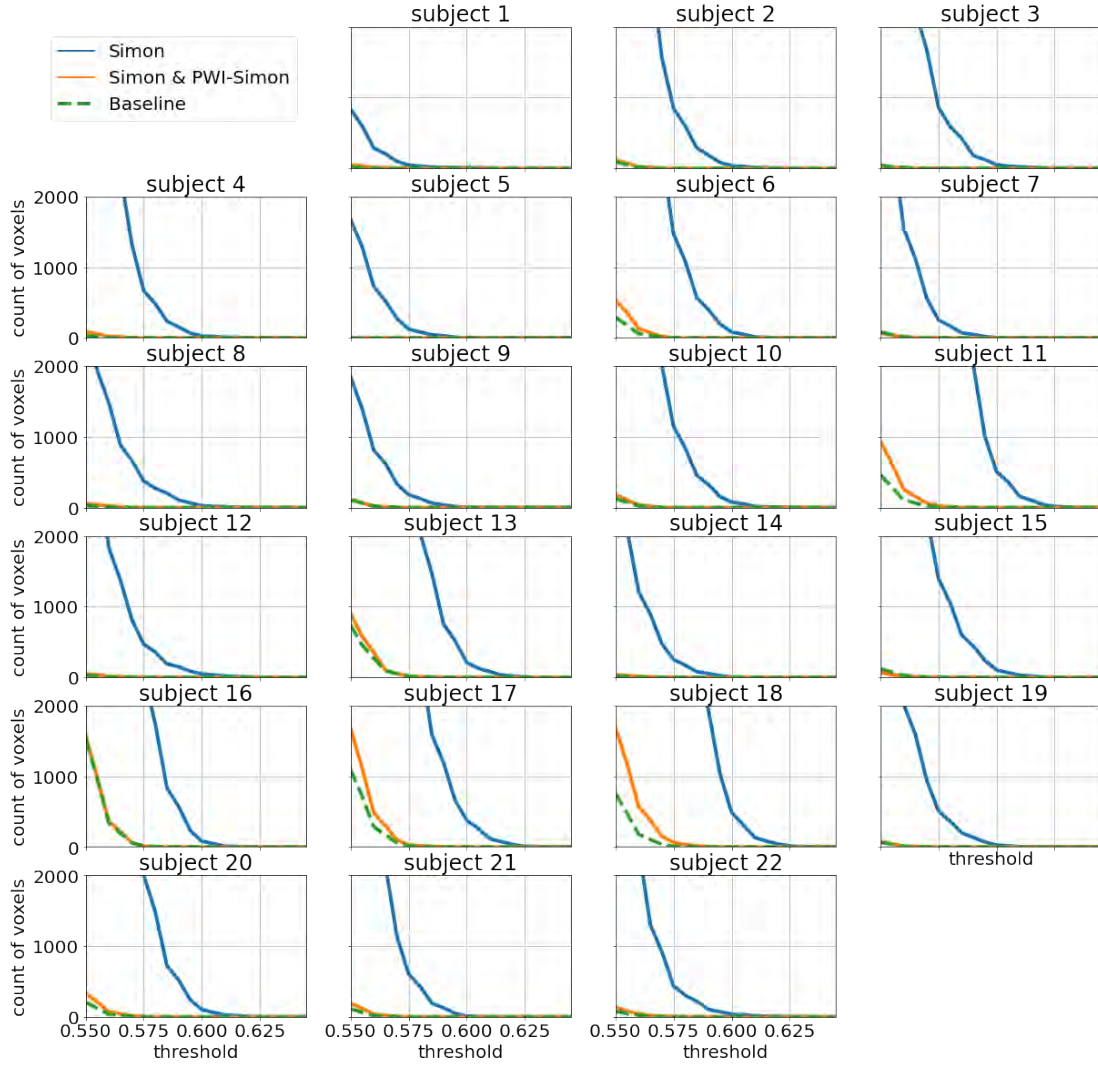 subject 1
subject 2
subject 3
Simon
Simon & PWI-Simon
Baseline
subject 4
subject 5
subject 6
subject 7
2000
1000
0
count of voxels
subject 8
subject 9
subject 10
subject 11
2000
1000
0
count of voxels
subject 12
subject 13
subject 14
subject 15
2000
1000
0
count of voxels
subject 16
subject 17
subject 18
subject 19
2000
1000
0
count of voxels
threshold
subject 20
subject 21
subject 22
2000
1000
0
count of voxels
0.550 0.575 0.600 0.625
threshold
0.550 0.575 0.600 0.625
threshold
0.550 0.575 0.600 0.625
threshold